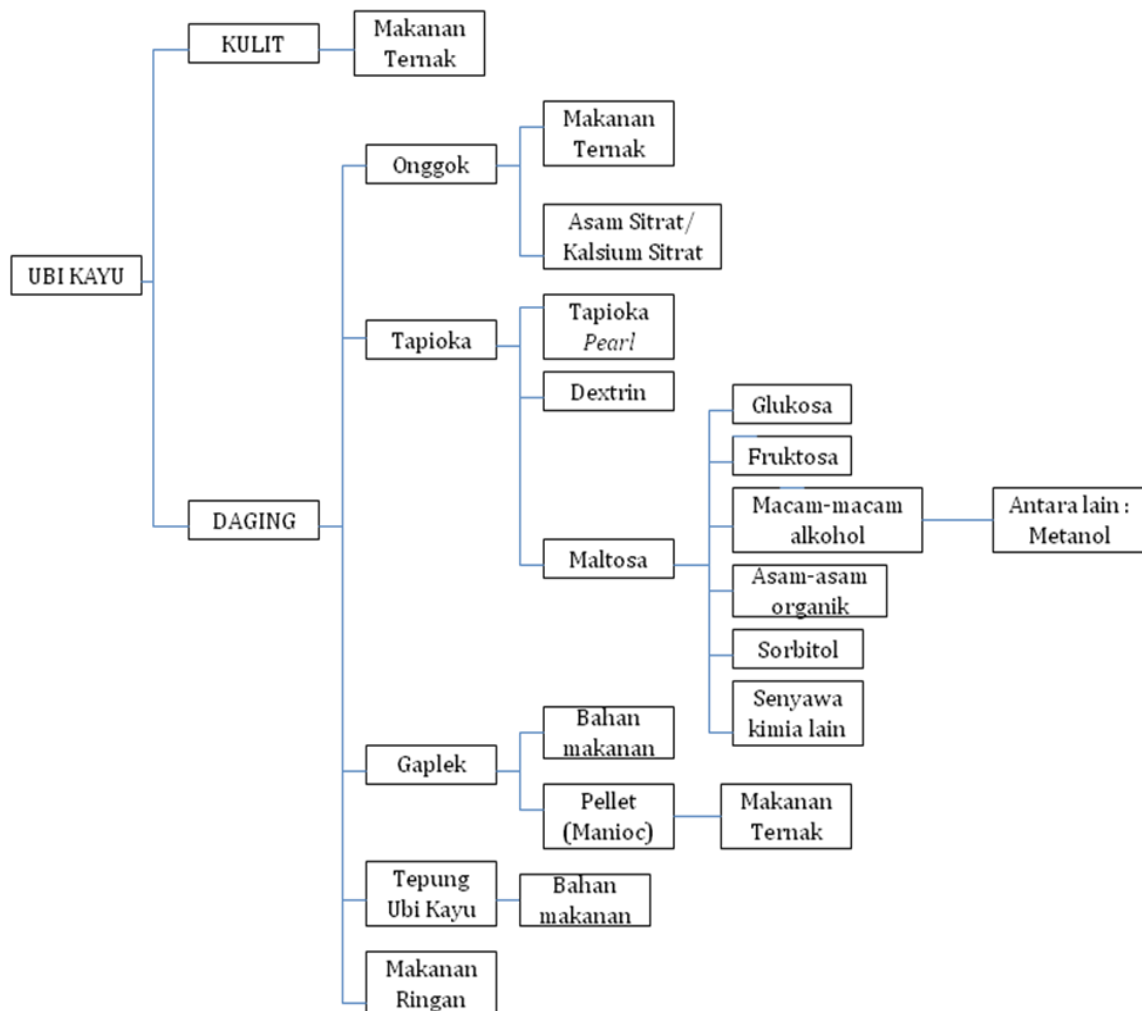 KULIT
Makanan
Ternak
Onggok
Makanan
Ternak
Asam Sitrat/
Kalsium Sitrat
UBI KAYU
Tapioka
Tapioka
Pearl
Dextrin
Maltosa
Glukosa
Fruktosa
Macam-macam
alkohol
Antara lain :
Metanol
Asam-asam
organik
Sorbitol
Senyawa
kimia lain
DAGING
Gaplek
Bahan
makanan
Pellet
(Manioc)
Makanan
Ternak
Tepung
Ubi Kayu
Bahan
makanan
Makanan
Ringan